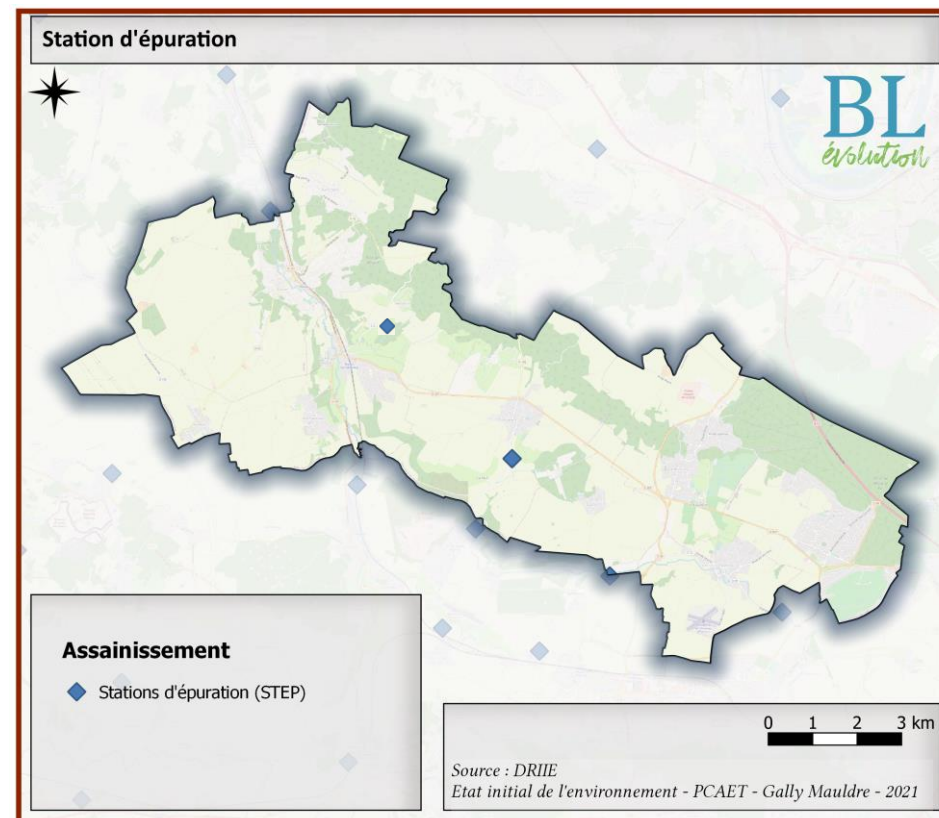 Station d'épuration
BL
évolution
Assainissement
Stations d'épuration (STEP)
0 1 2 3 km
Source : DRIIE
Etat initial de l'environnement - PCAET - Gally Mauldre - 2021